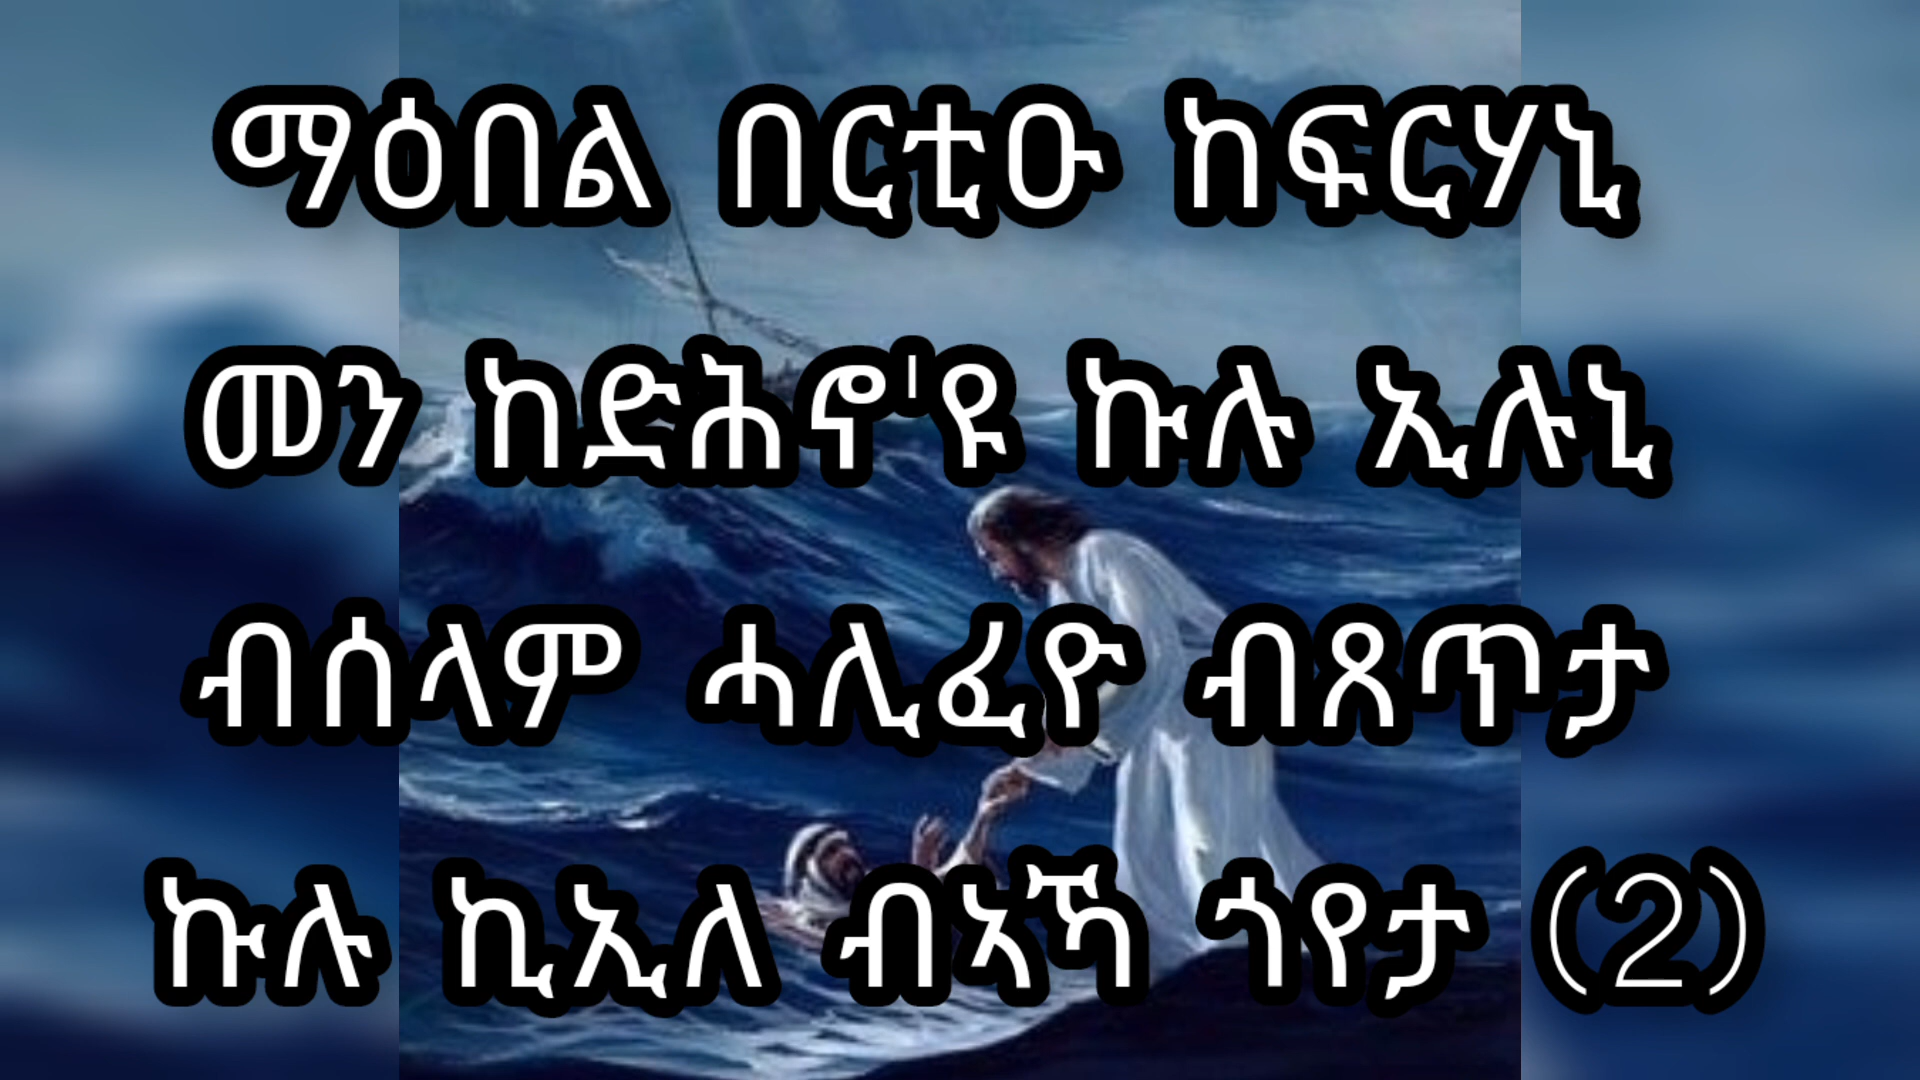 ማዕበል በርቲዑ ከፍርሃኒ
መን ከድሕኖ'ዩ ኩሉ ኢሉኒ
ብሰላም ሓሊፈዮ ብጸጥታ
ኩሉ ኪኢለ ብኣኻ ጎየታ (2)